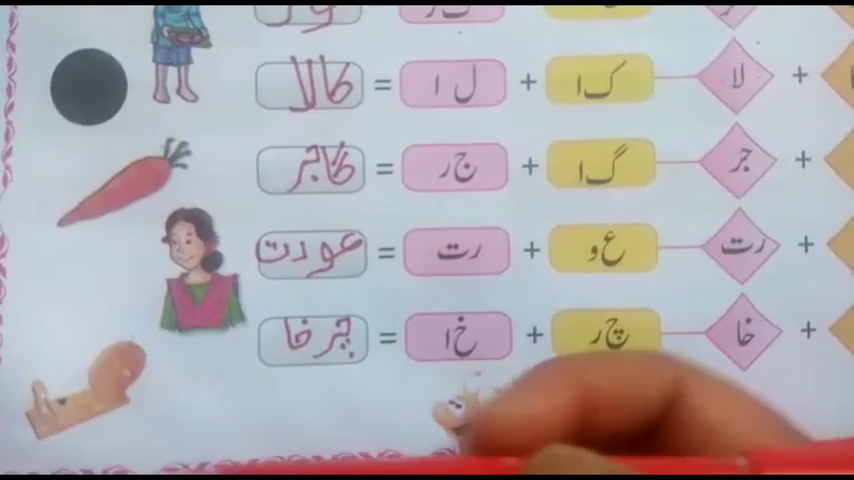 لا + ک ا + ل ا = کالا
جر + گ ا + ج ر = گاجر
رت + ع و + ر ت = عورت
خا + چ ر + خ ا = چرخا